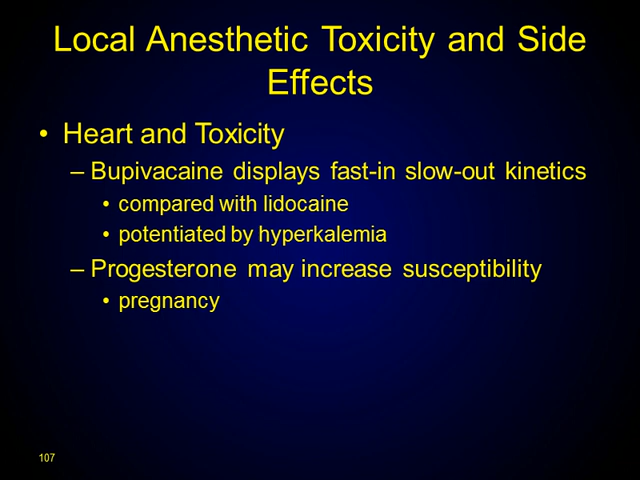 Local Anesthetic Toxicity and Side
Effects
• Heart and Toxicity
– Bupivacaine displays fast-in slow-out kinetics
• compared with lidocaine
• potentiated by hyperkalemia
– Progesterone may increase susceptibility
• pregnancy
107